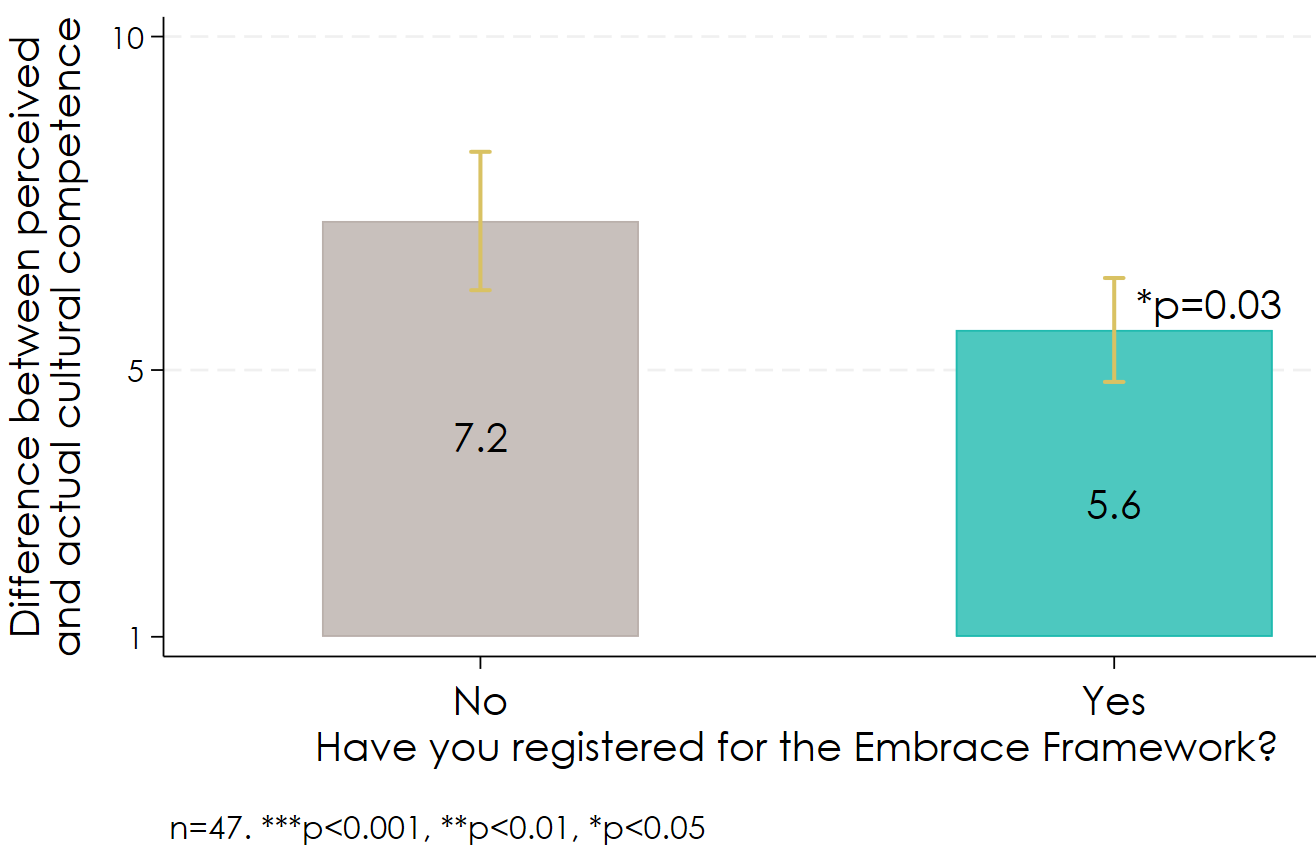 Difference between perceived
and actual cultural competence
10
5
1
7.2
5.6
*p=0.03
No
Yes
Have you registered for the Embrace Framework?
n=47. ***p<0.001, **p<0.01, *p<0.05